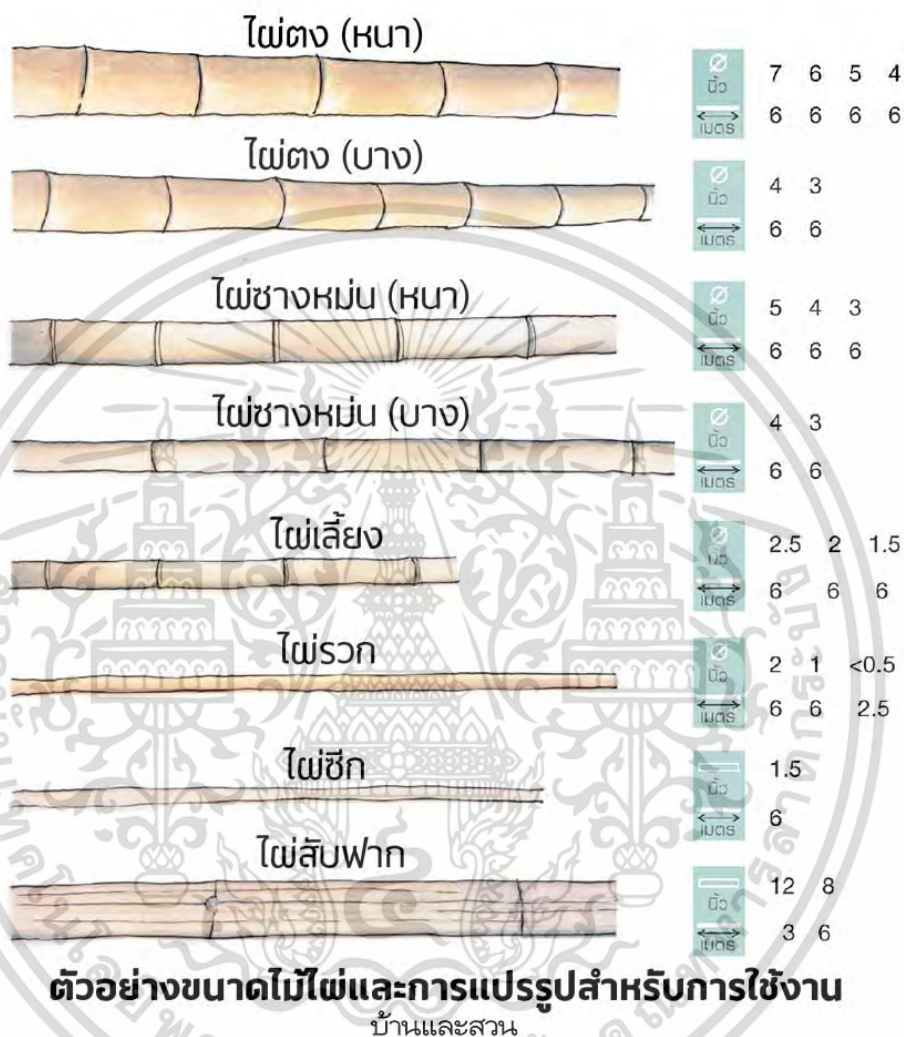 ไผ่ตง (หนา)
Ø นิ้ว 7 6 5 4
เมตร 6 6 6 6
ไผ่ตง (บาง)
Ø นิ้ว 4 3
เมตร 6 6
ไผ่ซางหม่น (หนา)
Ø นิ้ว 5 4 3
เมตร 6 6 6
ไผ่ซางหม่น (บาง)
Ø นิ้ว 4 3
เมตร 6 6
ไผ่เลี้ยง
Ø นิ้ว 2.5 2 1.5
เมตร 6 6 6
ไผ่รวก
Ø นิ้ว 2 1 <0.5
เมตร 6 6 2.5
ไผ่ซีก
นิ้ว 1.5
เมตร 6
ไผ่สับฟาก
นิ้ว 12 8
เมตร 3 6
ตัวอย่างขนาดไม้ไผ่และการแปรรูปสำหรับการใช้งาน
บ้านและสวน